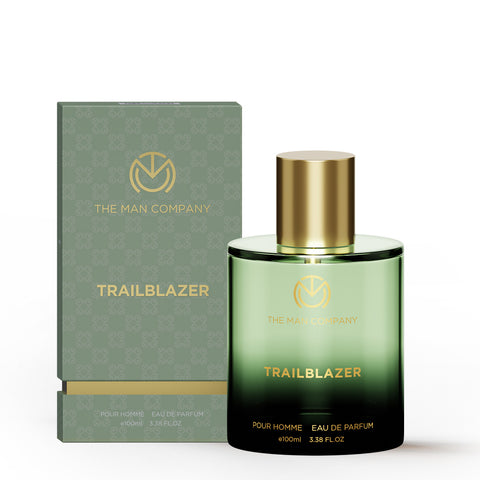 THE MAN COMPANY
TRAILBLAZER
POUR HOMME EAU DE PARFUM
e100ml 3.38 FL.OZ
THE MAN COMPANY
TRAILBLAZER
POUR HOMME EAU DE PARFUM
e100ml 3.38 FL.OZ